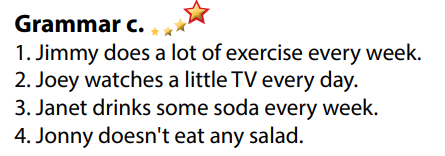 Grammar c.
1. Jimmy does a lot of exercise every week.
2. Joey watches a little TV every day.
3. Janet drinks some soda every week.
4. Jonny doesn't eat any salad.